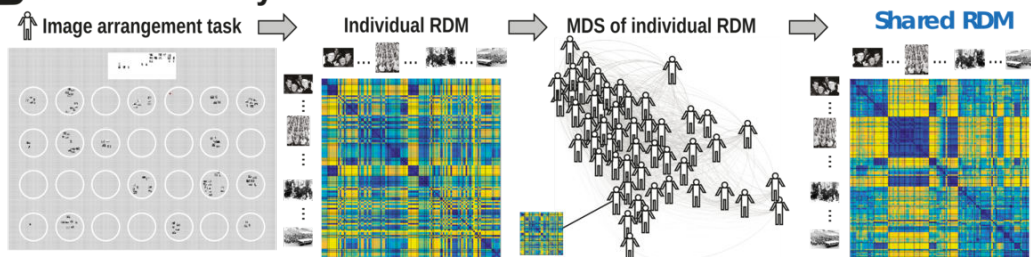 Image arrangement task
Individual RDM
MDS of individual RDM
Shared RDM
...
...
...
...
...
...